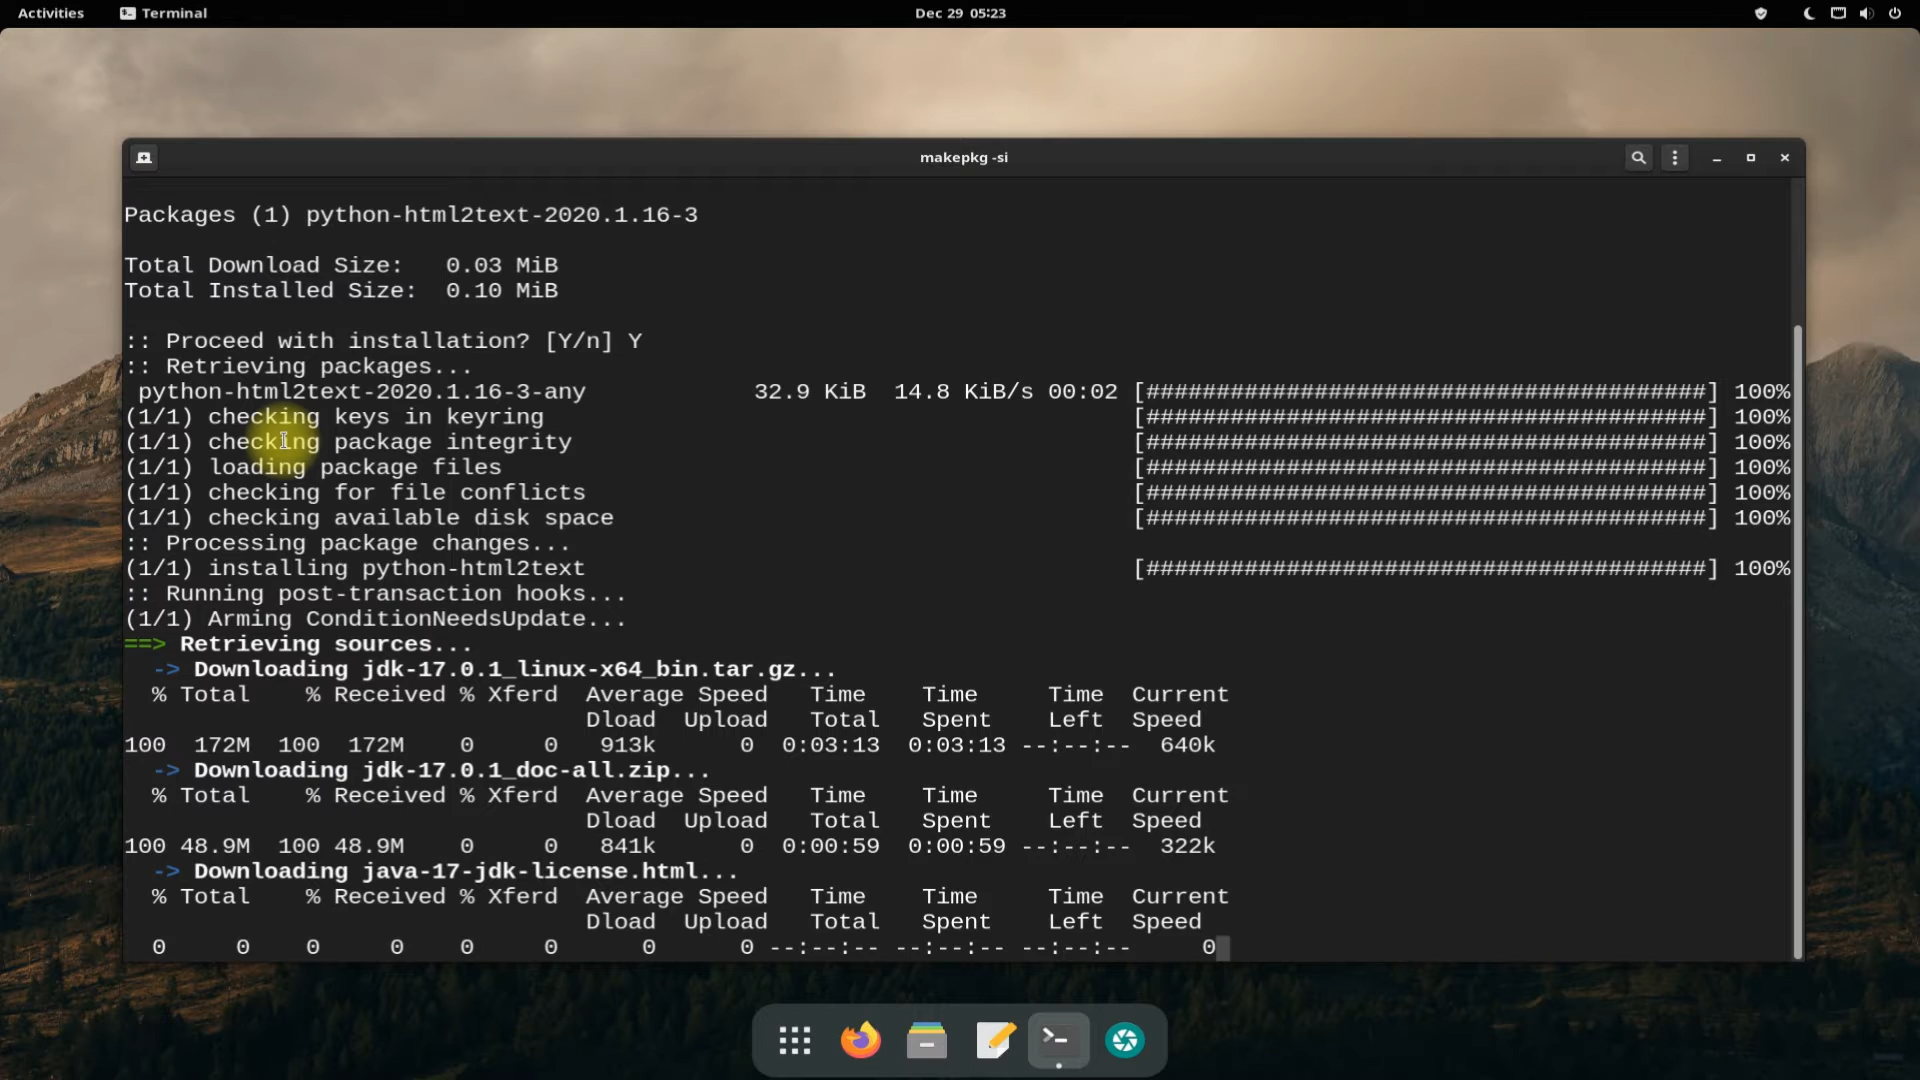 Activities Terminal Dec 29 05:23
makepkg -si
Packages (1) python-html2text-2020.1.16-3
Total Download Size:   0.03 MiB
Total Installed Size:  0.10 MiB
:: Proceed with installation? [Y/n] Y
:: Retrieving packages...
 python-html2text-2020.1.16-3-any            32.9 KiB  14.8 KiB/s 00:02 [########################################] 100%
(1/1) checking keys in keyring                                          [########################################] 100%
(1/1) checking package integrity                                        [########################################] 100%
(1/1) loading package files                                             [########################################] 100%
(1/1) checking for file conflicts                                       [########################################] 100%
(1/1) checking available disk space                                     [########################################] 100%
:: Processing package changes...
(1/1) installing python-html2text                                       [########################################] 100%
:: Running post-transaction hooks...
(1/1) Arming ConditionNeedsUpdate...
==> Retrieving sources...
  -> Downloading jdk-17.0.1_linux-x64_bin.tar.gz...
  % Total    % Received % Xferd  Average Speed   Time    Time     Time  Current
                                 Dload  Upload   Total   Spent    Left  Speed
100  172M  100  172M    0     0   913k      0  0:03:13  0:03:13 --:--:--  640k
  -> Downloading jdk-17.0.1_doc-all.zip...
  % Total    % Received % Xferd  Average Speed   Time    Time     Time  Current
                                 Dload  Upload   Total   Spent    Left  Speed
100 48.9M  100 48.9M    0     0   841k      0  0:00:59  0:00:59 --:--:--  322k
  -> Downloading java-17-jdk-license.html...
  % Total    % Received % Xferd  Average Speed   Time    Time     Time  Current
                                 Dload  Upload   Total   Spent    Left  Speed
  0     0    0     0    0     0      0      0 --:--:-- --:--:-- --:--:--     0